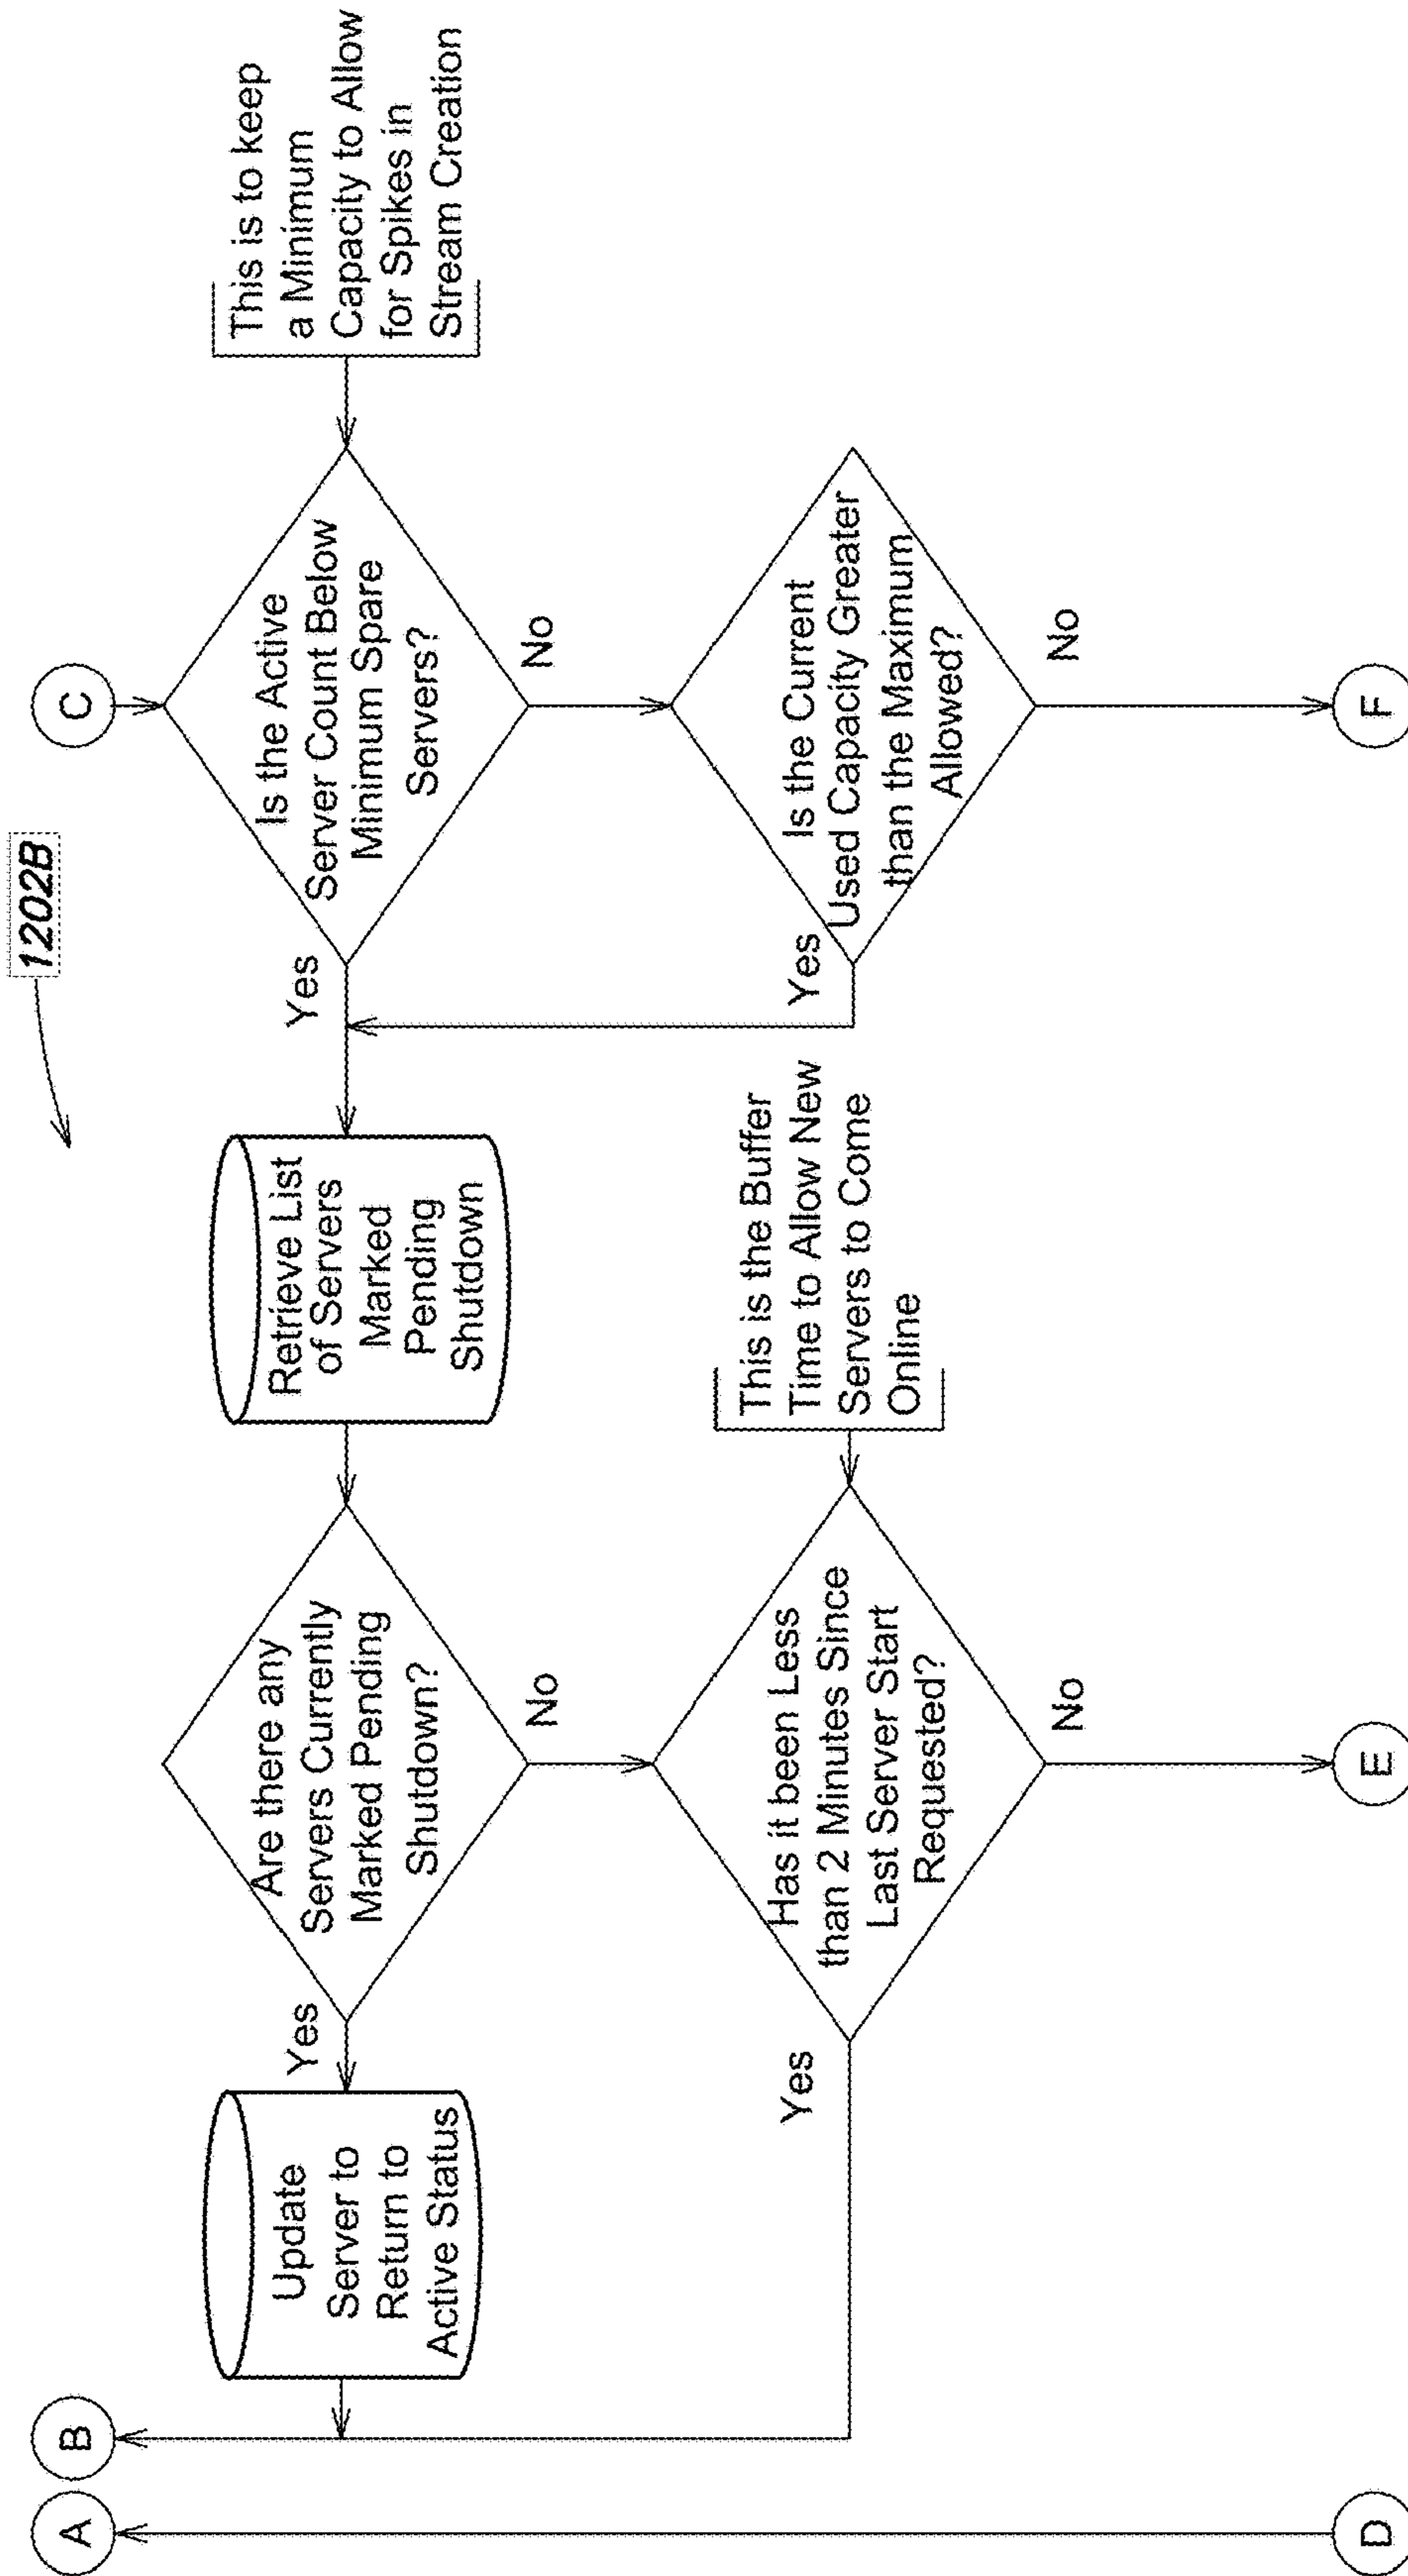 1202B
C
Is the Active
Server Count Below
Minimum Spare
Servers?
This is to keep
a Minimum
Capacity to Allow
for Spikes in
Stream Creation
Yes
No
Is the Current
Used Capacity Greater
than the Maximum
Allowed?
Yes
No
F
Retrieve List
of Servers
Marked
Pending
Shutdown
Are there any
Servers Currently
Marked Pending
Shutdown?
Yes
No
Update
Server to
Return to
Active Status
This is the Buffer
Time to Allow New
Servers to Come
Online
Has it been Less
than 2 Minutes Since
Last Server Start
Requested?
Yes
No
E
B
A
D